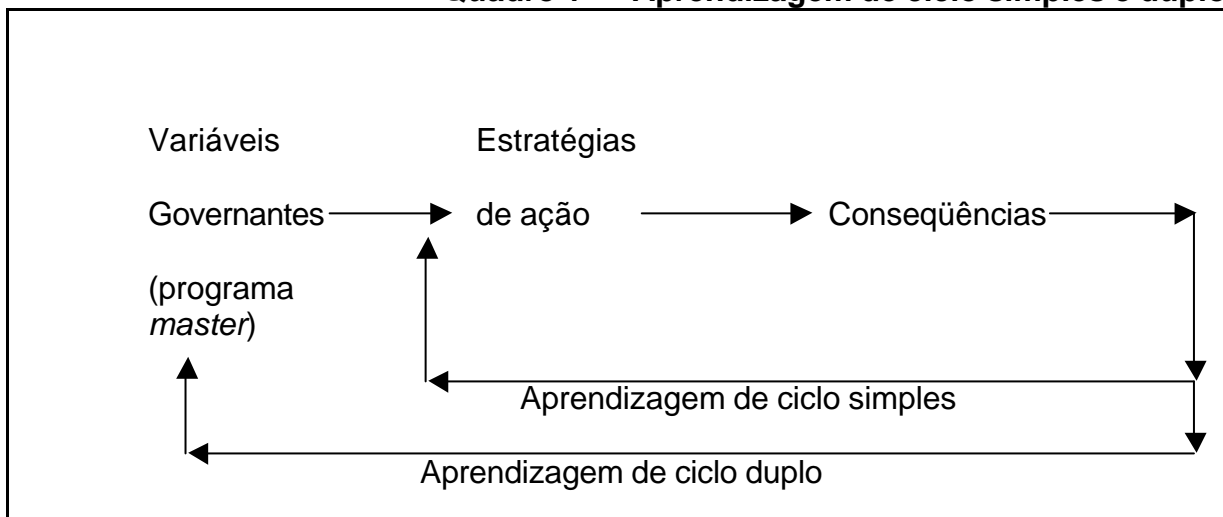 Aprendizagem de ciclo simples e duplo
Variáveis Estratégias
Governantes de ação Conseqüências
(programa
master)
Aprendizagem de ciclo simples
Aprendizagem de ciclo duplo